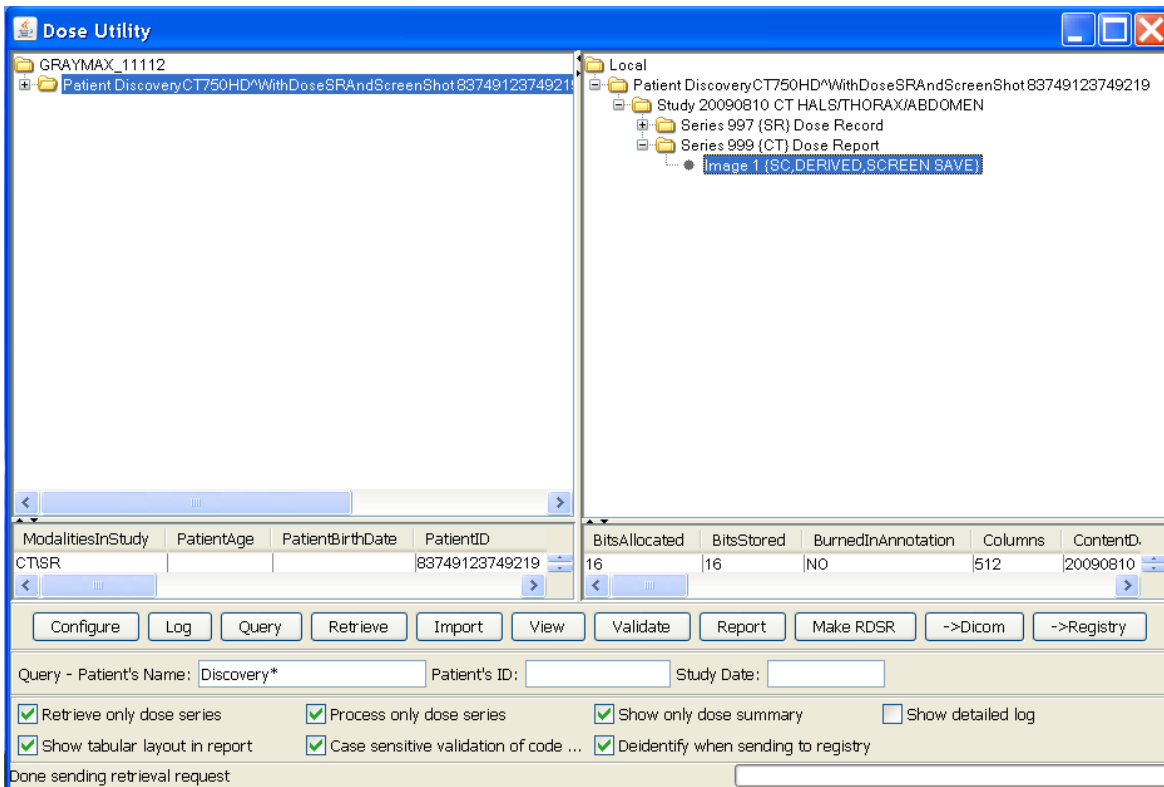 Dose Utility
GRAYMAX_11112
Patient DiscoveryCT750HD^WithDoseSRAndScreenShot 8374912374921
Local
Patient DiscoveryCT750HD^WithDoseSRAndScreenShot 83749123749219
Study 20090810 CT HALS/THORAX/ABDOMEN
Series 997 {SR} Dose Record
Series 999 {CT} Dose Report
Image 1 {SC,DERIVED,SCREEN SAVE}
ModalitiesInStudy PatientAge PatientBirthDate PatientID
CT\SR 83749123749219
BitsAllocated BitsStored BurnedInAnnotation Columns ContentD
16 16 NO 512 20090810
Configure Log Query Retrieve Import View Validate Report Make RDSR ->Dicom ->Registry
Query - Patient's Name: Discovery* Patient's ID: Study Date:
Retrieve only dose series Process only dose series Show only dose summary Show detailed log
Show tabular layout in report Case sensitive validation of code ... Deidentify when sending to registry
Done sending retrieval request